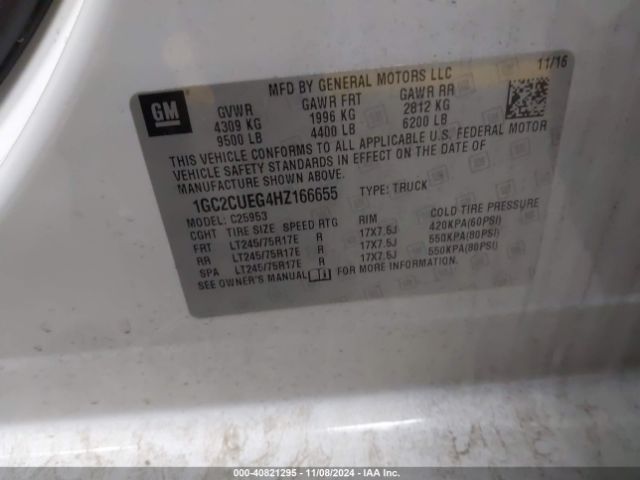 MFD BY GENERAL MOTORS LLC 11/16
GM GVWR GAWR FRT GAWR RR
4309 KG 1996 KG 2812 KG
9500 LB 4400 LB 6200 LB
THIS VEHICLE CONFORMS TO ALL APPLICABLE U.S. FEDERAL MOTOR
VEHICLE SAFETY STANDARDS IN EFFECT ON THE DATE OF
MANUFACTURE SHOWN ABOVE.
1GC2CUEG4HZ166655 TYPE: TRUCK
MODEL: C25953
CGHT TIRE SIZE SPEED RTG RIM COLD TIRE PRESSURE
FRT LT245/75R17E R 17X7.5J 420KPA(60PSI)
RR LT245/75R17E R 17X7.5J 550KPA(80PSI)
SPA LT245/75R17E R 17X7.5J 550KPA(80PSI)
SEE OWNER'S MANUAL FOR MORE INFORMATION.
000-40821295 - 11/08/2024 - IAA Inc.